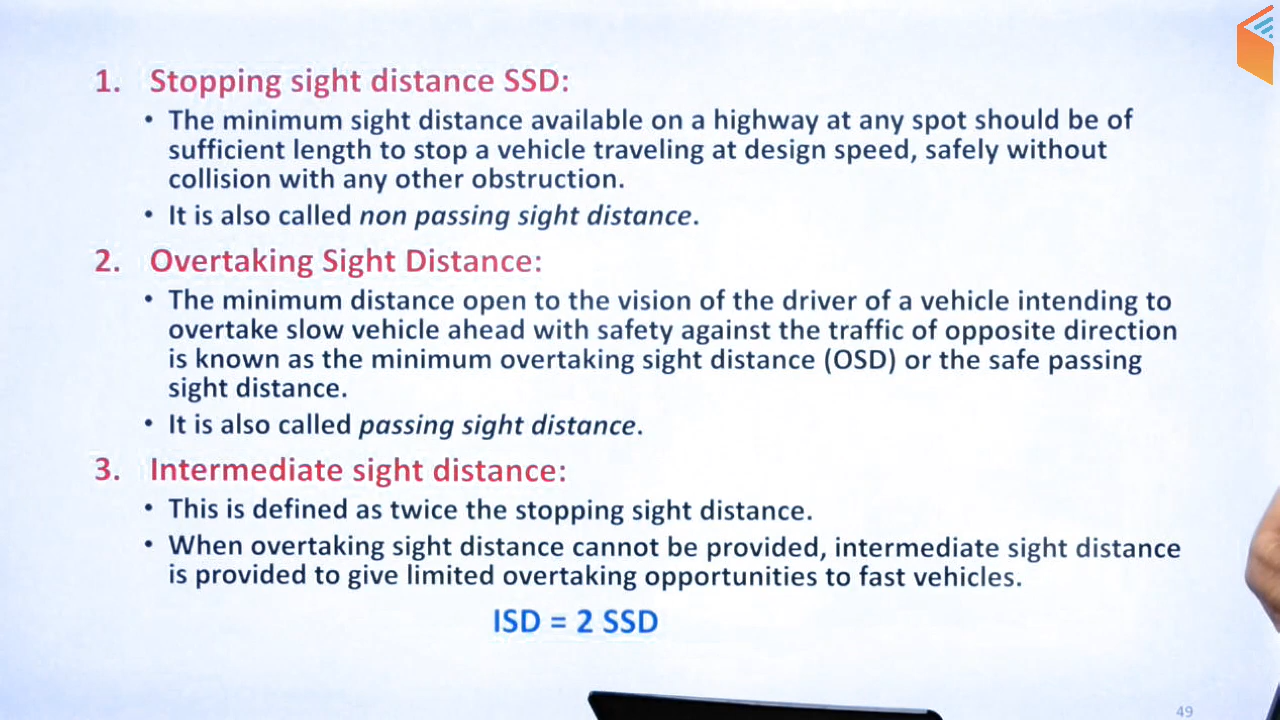 1. Stopping sight distance SSD:
• The minimum sight distance available on a highway at any spot should be of
sufficient length to stop a vehicle traveling at design speed, safely without
collision with any other obstruction.
• It is also called non passing sight distance.
2. Overtaking Sight Distance:
• The minimum distance open to the vision of the driver of a vehicle intending to
overtake slow vehicle ahead with safety against the traffic of opposite direction
is known as the minimum overtaking sight distance (OSD) or the safe passing
sight distance.
• It is also called passing sight distance.
3. Intermediate sight distance:
• This is defined as twice the stopping sight distance.
• When overtaking sight distance cannot be provided, intermediate sight distance
is provided to give limited overtaking opportunities to fast vehicles.
ISD = 2 SSD
49